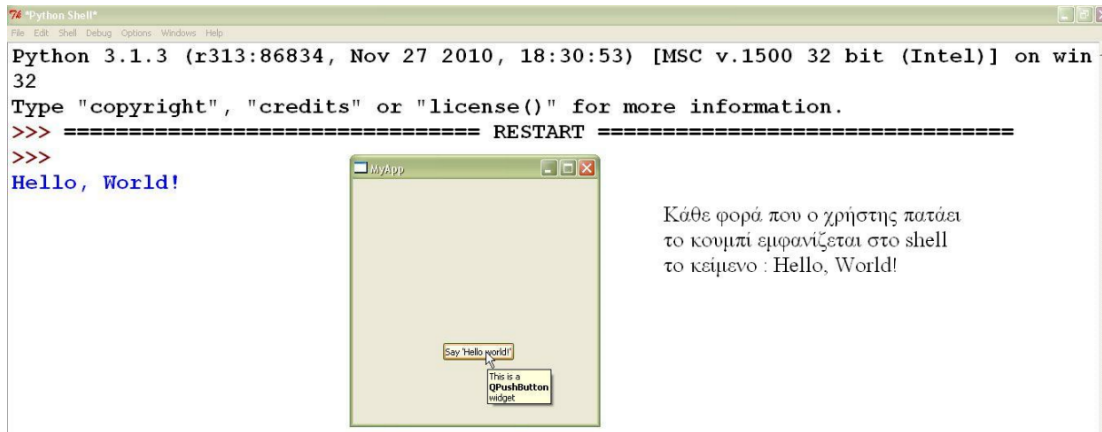 *Python Shell*
File Edit Shell Debug Options Windows Help
Python 3.1.3 (r313:86834, Nov 27 2010, 18:30:53) [MSC v.1500 32 bit (Intel)] on win
32
Type "copyright", "credits" or "license()" for more information.
>>> ================================ RESTART ================================
>>>
Hello, World!
MyApp
Κάθε φορά που ο χρήστης πατάει
το κουμπί εμφανίζεται στο shell
το κείμενο : Hello, World!
Say 'Hello world!'
This is a
QPushButton
widget